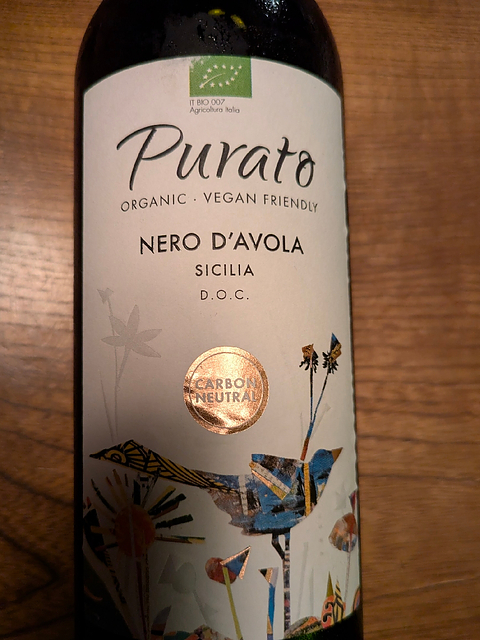 IT BIO 007
Agricoltura Italia
Purato
ORGANIC · VEGAN FRIENDLY
NERO D'AVOLA
SICILIA
D.O.C.
CARBON
NEUTRAL